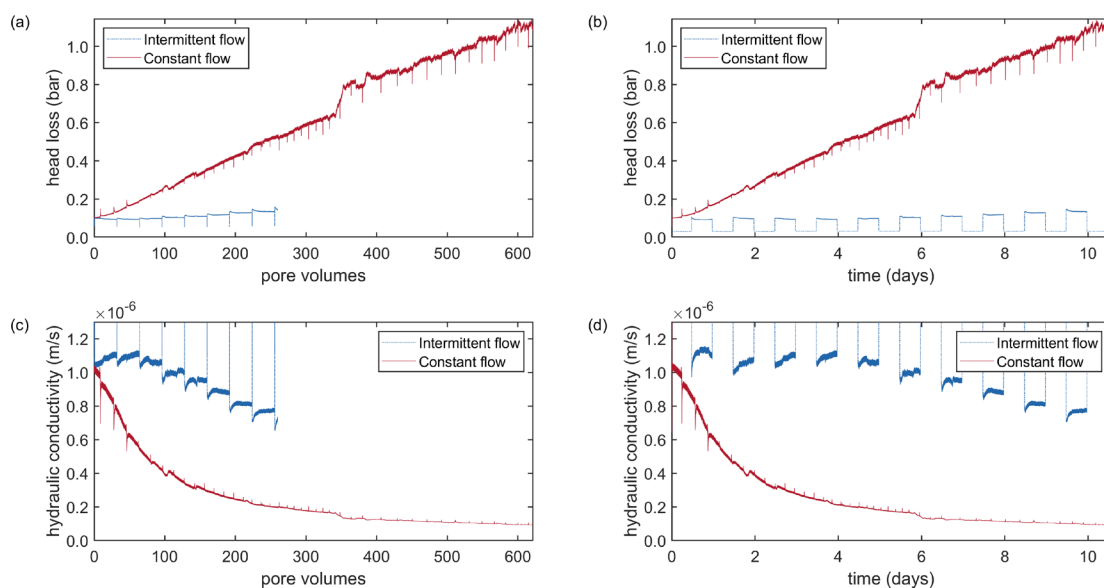 (a)
Intermittent flow
Constant flow
head loss (bar)
1.0
0.8
0.6
0.4
0.2
0.0
0 100 200 300 400 500 600
pore volumes
(b)
Intermittent flow
Constant flow
head loss (bar)
1.0
0.8
0.6
0.4
0.2
0.0
0 2 4 6 8 10
time (days)
(c)
×10-6
Intermittent flow
Constant flow
hydraulic conductivity (m/s)
1.2
1.0
0.8
0.6
0.4
0.2
0.0
0 100 200 300 400 500 600
pore volumes
(d)
×10-6
Intermittent flow
Constant flow
hydraulic conductivity (m/s)
1.2
1.0
0.8
0.6
0.4
0.2
0.0
0 2 4 6 8 10
time (days)